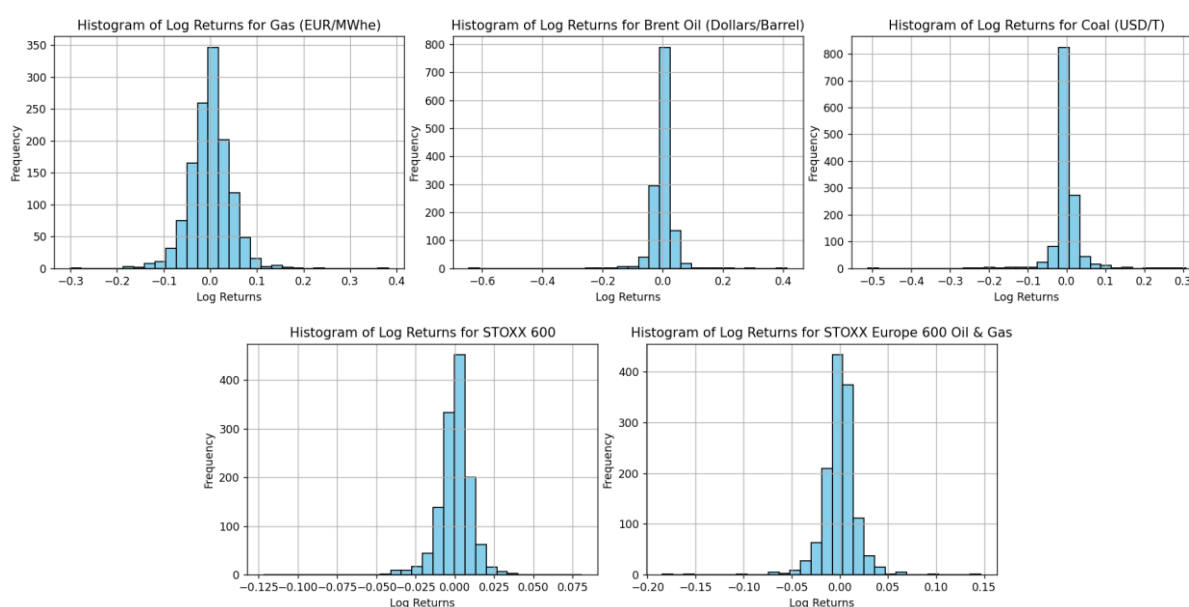 Histogram of Log Returns for Gas (EUR/MWhe)
350
300
250
200
150
100
50
0
Frequency
−0.3 −0.2 −0.1 0.0 0.1 0.2 0.3 0.4
Log Returns
Histogram of Log Returns for Brent Oil (Dollars/Barrel)
800
700
600
500
400
300
200
100
0
Frequency
−0.6 −0.4 −0.2 0.0 0.2 0.4
Log Returns
Histogram of Log Returns for Coal (USD/T)
800
700
600
500
400
300
200
100
0
Frequency
−0.5 −0.4 −0.3 −0.2 −0.1 0.0 0.1 0.2 0.3
Log Returns
Histogram of Log Returns for STOXX 600
400
300
200
100
0
Frequency
−0.125 −0.100 −0.075 −0.050 −0.025 0.000 0.025 0.050 0.075
Log Returns
Histogram of Log Returns for STOXX Europe 600 Oil & Gas
400
300
200
100
0
Frequency
−0.20 −0.15 −0.10 −0.05 0.00 0.05 0.10 0.15
Log Returns